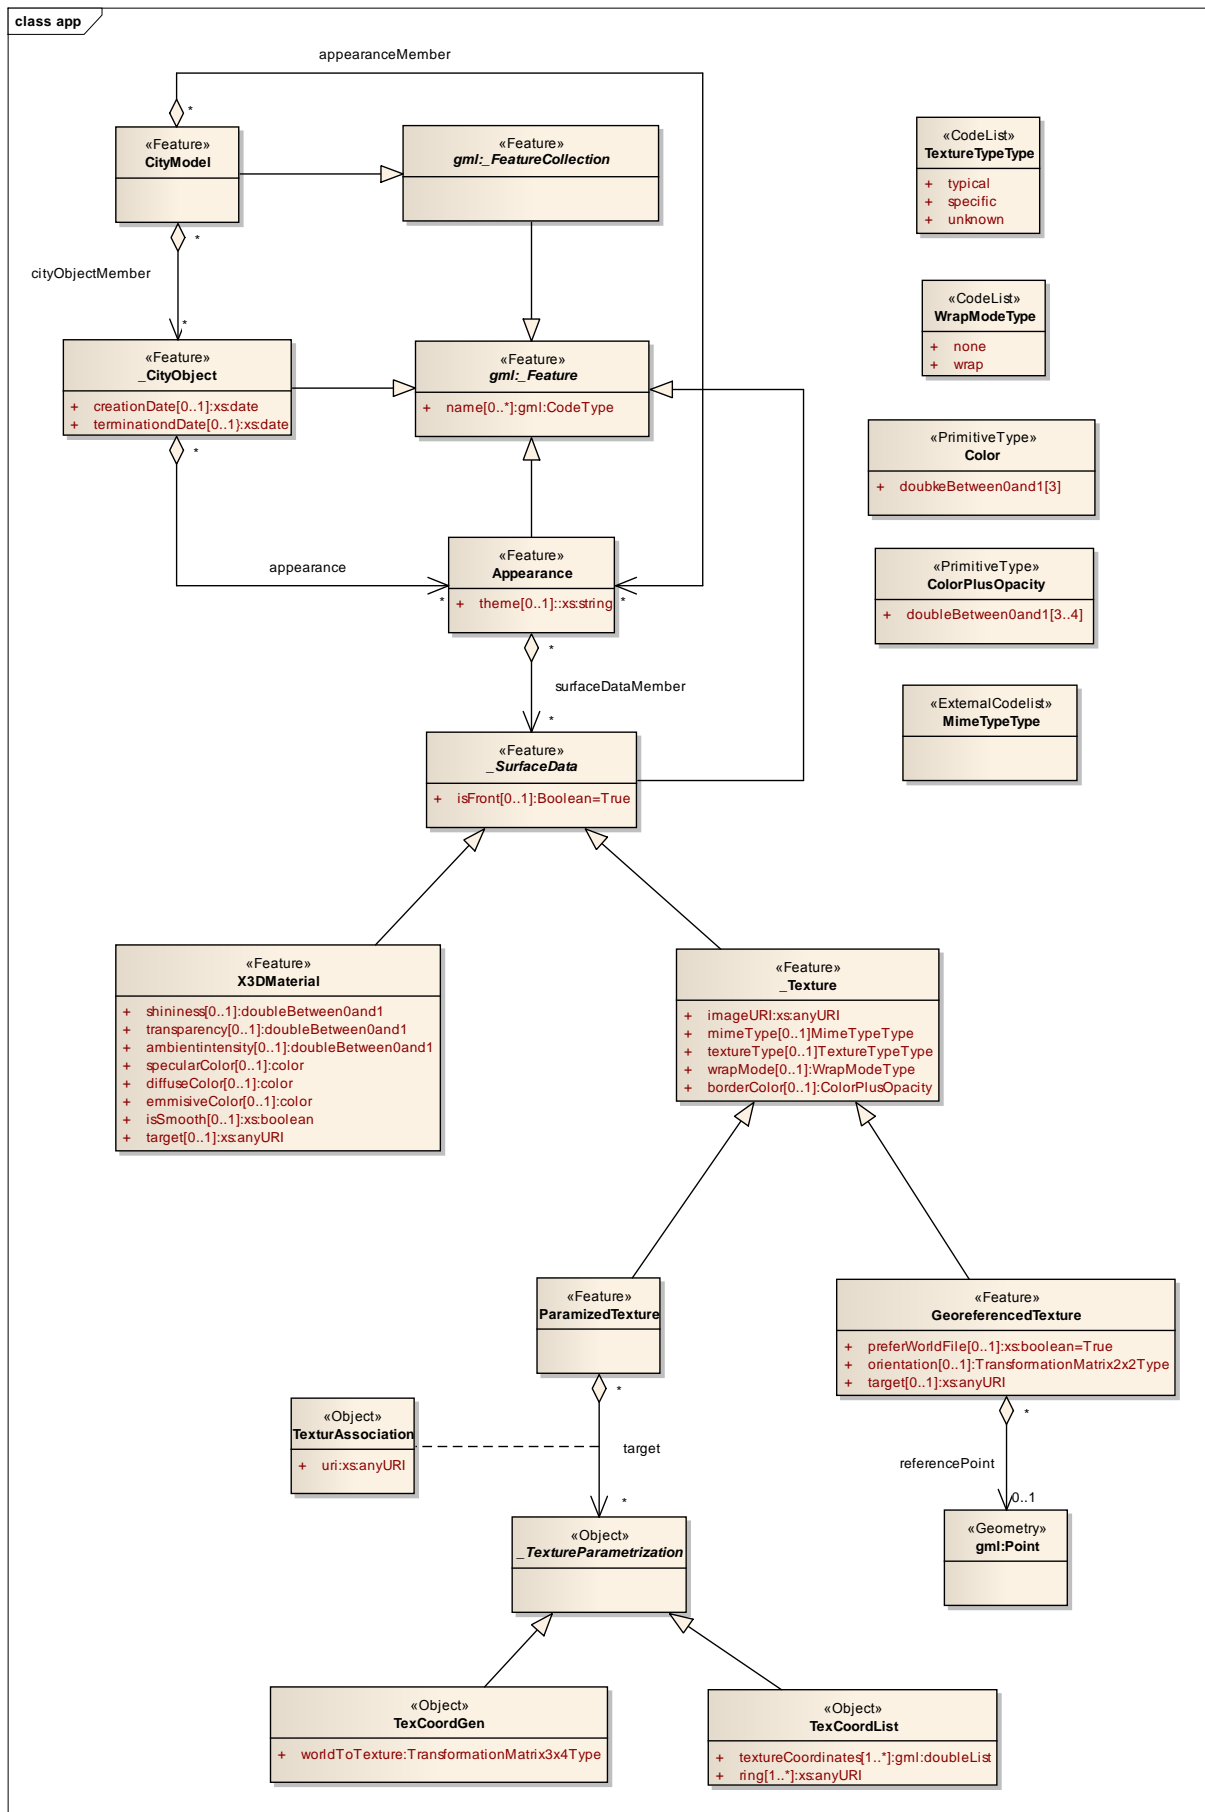 class app
appearanceMember
*
«Feature»
CityModel
«Feature»
gml:_FeatureCollection
«CodeList»
TextureTypeType
+ typical
+ specific
+ unknown
*
cityObjectMember
*
«CodeList»
WrapModeType
+ none
+ wrap
«Feature»
_CityObject
+ creationDate[0..1]:xs:date
+ terminationdDate[0..1}:xs:date
«Feature»
gml:_Feature
+ name[0..*]:gml:CodeType
*
«PrimitiveType»
Color
+ doubkeBetween0and1[3]
appearance
*
«Feature»
Appearance
+ theme[0..1]::xs:string
*
«PrimitiveType»
ColorPlusOpacity
+ doubleBetween0and1[3..4]
*
surfaceDataMember
*
«ExternalCodelist»
MimeTypeType
«Feature»
_SurfaceData
+ isFront[0..1]:Boolean=True
«Feature»
X3DMaterial
+ shininess[0..1]:doubleBetween0and1
+ transparency[0..1]:doubleBetween0and1
+ ambientintensity[0..1]:doubleBetween0and1
+ specularColor[0..1]:color
+ diffuseColor[0..1]:color
+ emmisiveColor[0..1]:color
+ isSmooth[0..1]:xs:boolean
+ target[0..1]:xs:anyURI
«Feature»
_Texture
+ imageURI:xs:anyURI
+ mimeType[0..1]MimeTypeType
+ textureType[0..1]TextureTypeType
+ wrapMode[0..1]:WrapModeType
+ borderColor[0..1]:ColorPlusOpacity
«Feature»
ParamizedTexture
«Feature»
GeoreferencedTexture
+ preferWorldFile[0..1]:xs:boolean=True
+ orientation[0..1]:TransformationMatrix2x2Type
+ target[0..1]:xs:anyURI
*
*
«Object»
TexturAssociation
+ uri:xs:anyURI
target
*
referencePoint
0..1
«Object»
_TextureParametrization
«Geometry»
gml:Point
«Object»
TexCoordGen
+ worldToTexture:TransformationMatrix3x4Type
«Object»
TexCoordList
+ textureCoordinates[1..*]:gml:doubleList
+ ring[1..*]:xs:anyURI